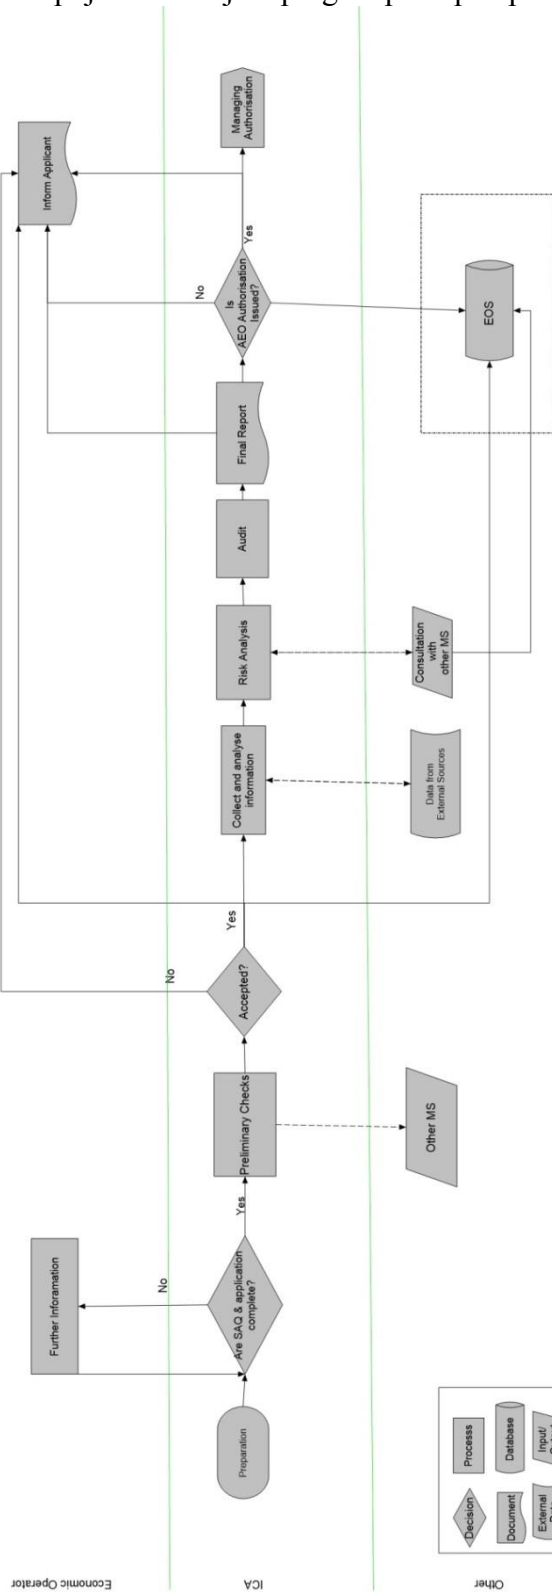 Economic Operator
ICA
Other
Preparation
Are SAQ & application
complete?
No
Further Inforamation
Yes
Preliminary Checks
Other MS
Accepted?
No
Yes
Collect and analyse
information
Data from
External Sources
Risk Analysis
Consultation
with
other MS
Audit
Final Report
Is
AEO Authorisation
Issued?
No
Yes
Inform Applicant
Managing
Authorisation
EOS
Decision
Processs
Document
Database
External
Input/